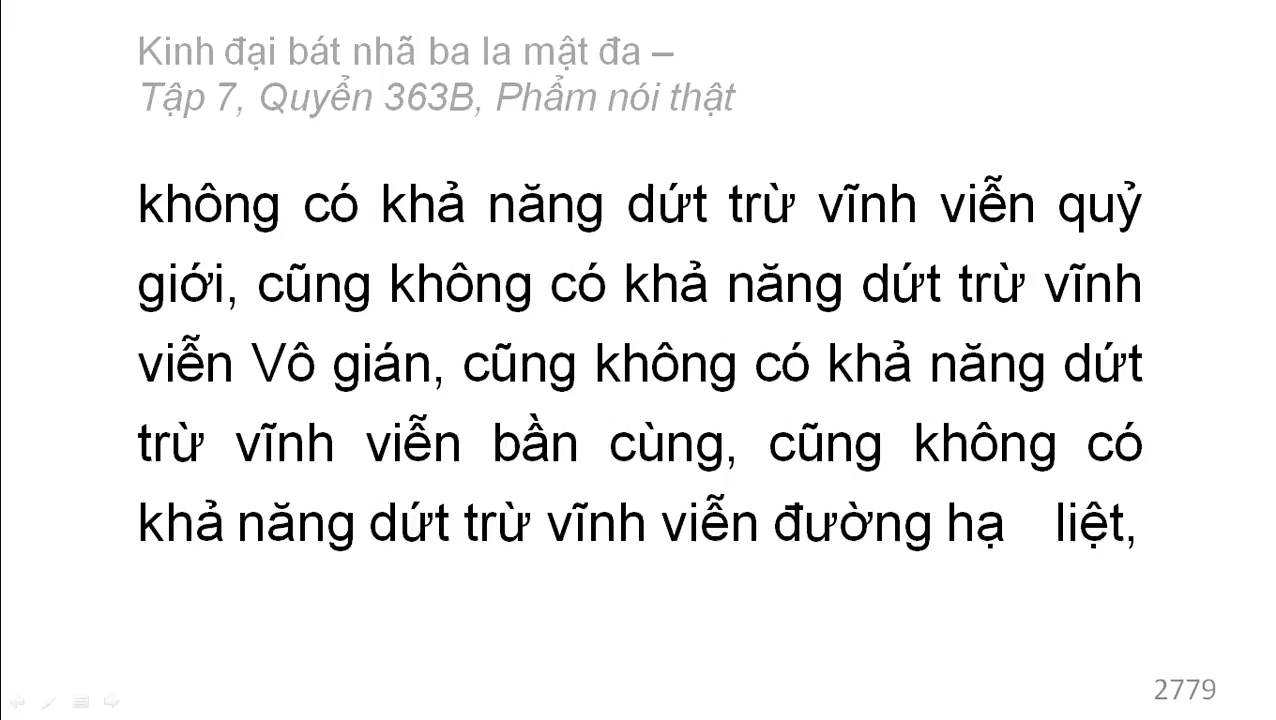 Kinh đại bát nhã ba la mật đa –
Tập 7, Quyển 363B, Phẩm nói thật
không có khả năng dứt trừ vĩnh viễn quỷ
giới, cũng không có khả năng dứt trừ vĩnh
viễn Vô gián, cũng không có khả năng dứt
trừ vĩnh viễn bần cùng, cũng không có
khả năng dứt trừ vĩnh viễn đường hạ liệt,
2779